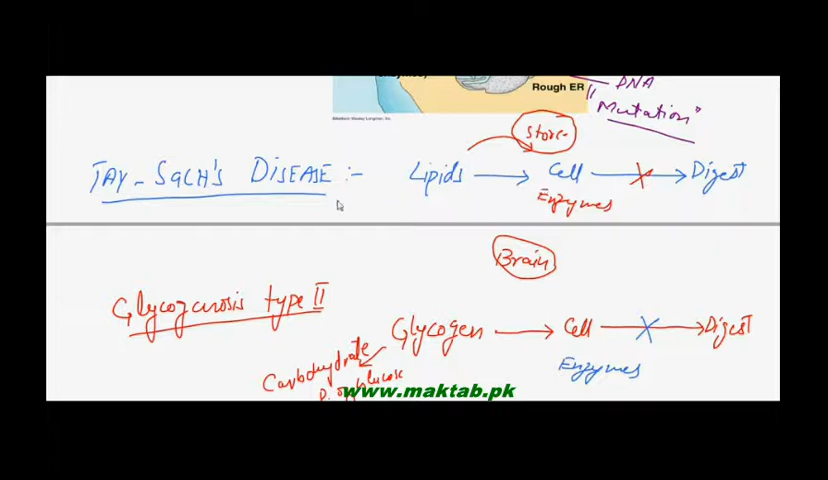 Rough ER
DNA
"Mutation"
Store
TAY-SACH'S DISEASE :- Lipids → Cell → Digest
Enzymes
Brain
Glycogenosis type II
Glycogen → Cell → Digest
Carbohydrate
Enzymes
www.maktab.pk